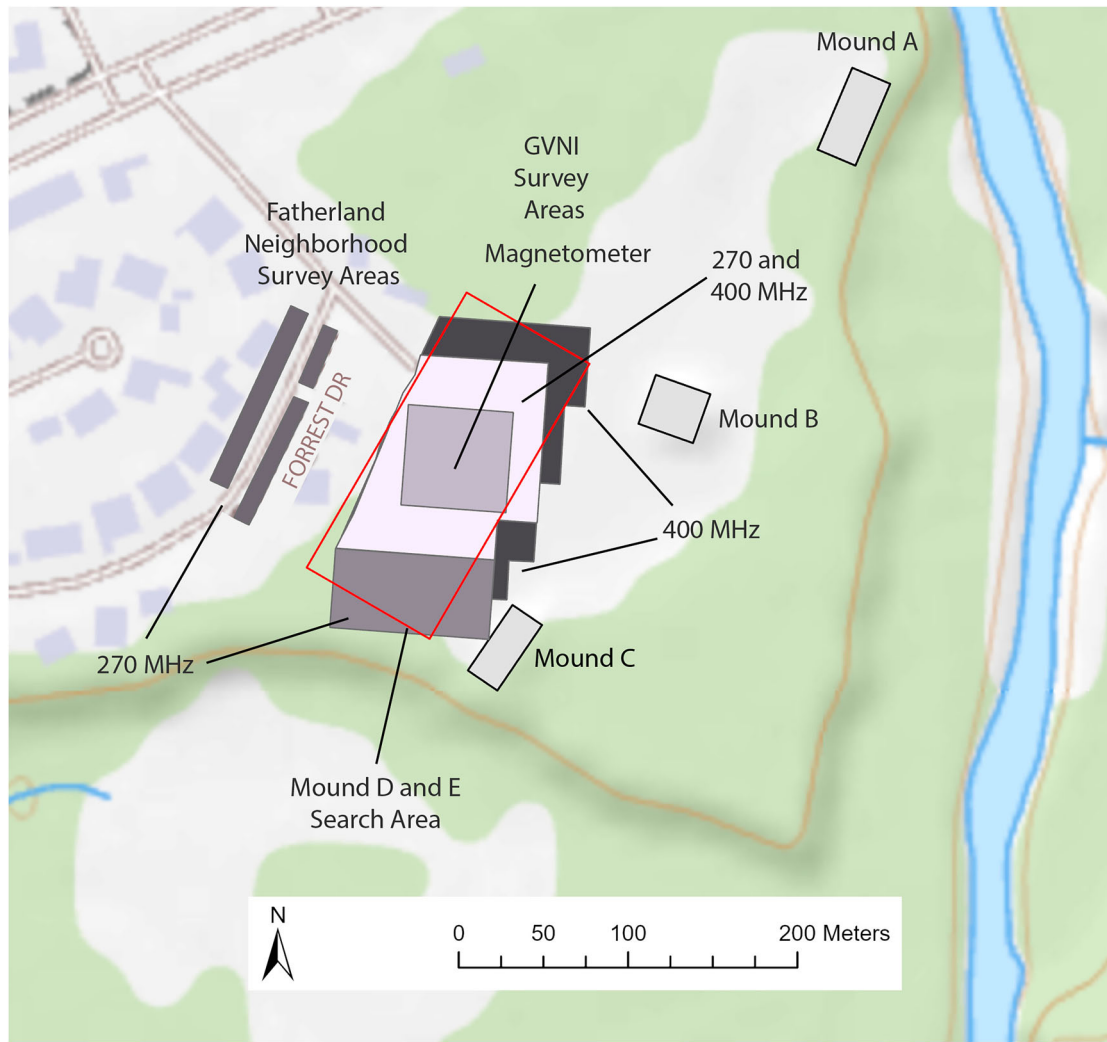 Mound A
GVNI
Survey
Areas
Fatherland
Neighborhood
Survey Areas
Magnetometer
270 and
400 MHz
FORREST DR
Mound B
400 MHz
270 MHz
Mound C
Mound D and E
Search Area
N
0 50 100 200 Meters